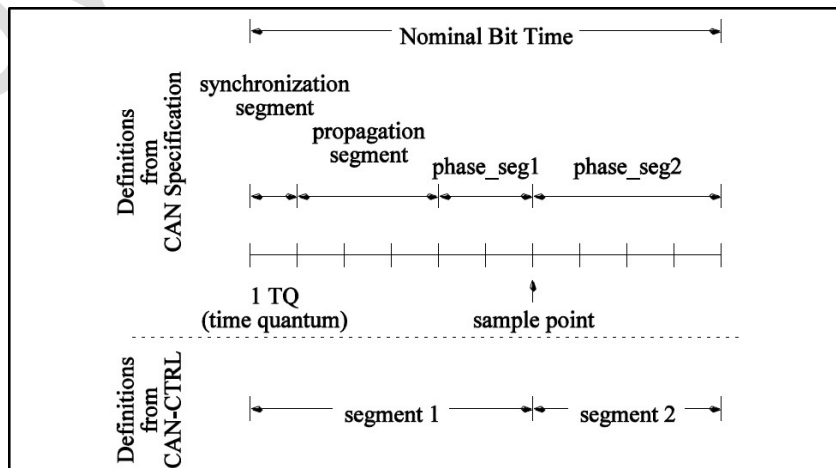 Nominal Bit Time
Definitions
from
CAN Specification
synchronization
segment
propagation
segment
phase_seg1
phase_seg2
1 TQ
(time quantum)
sample point
Definitions
from
CAN-CTRL
segment 1
segment 2